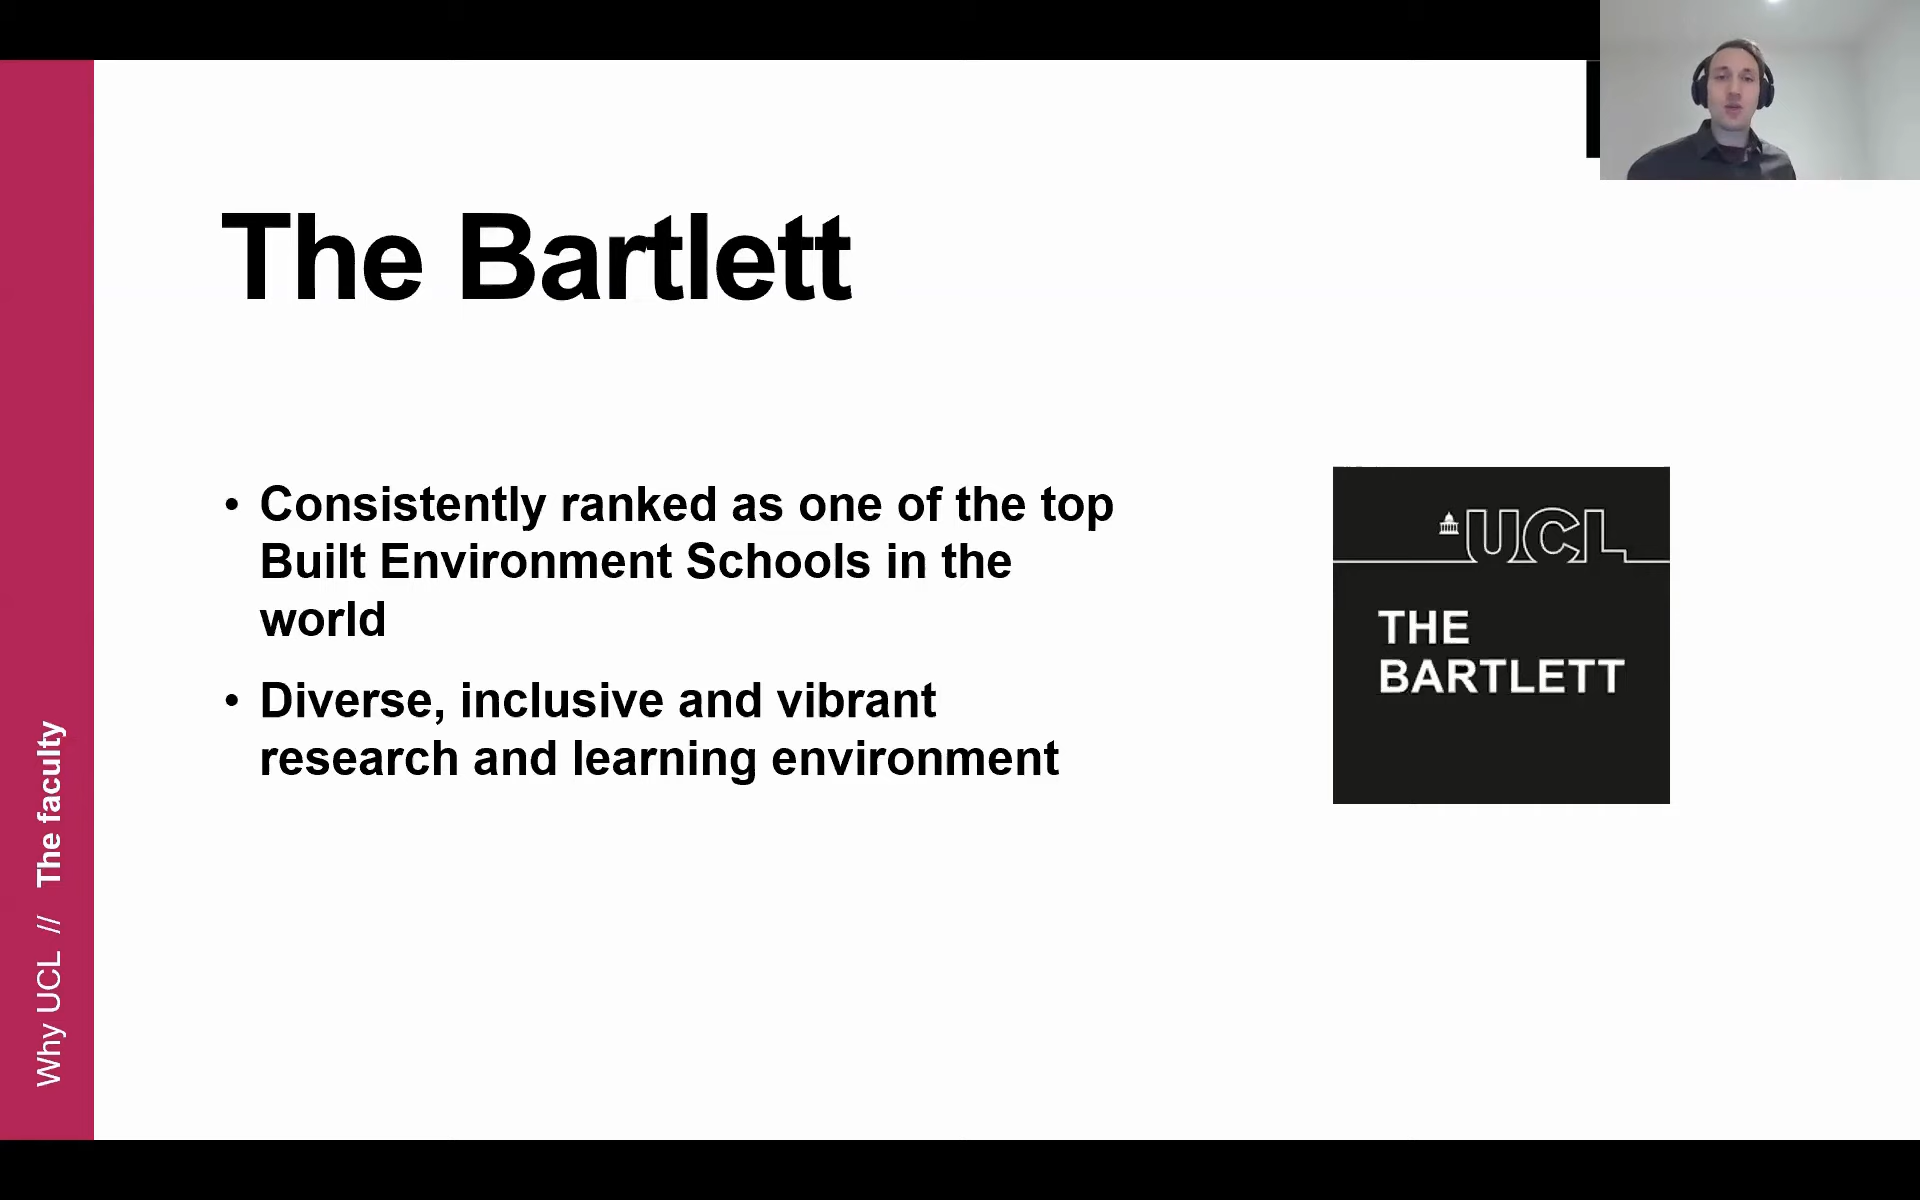 The Bartlett
• Consistently ranked as one of the top
Built Environment Schools in the
world
• Diverse, inclusive and vibrant
research and learning environment
UCL
THE
BARTLETT
Why UCL // The faculty